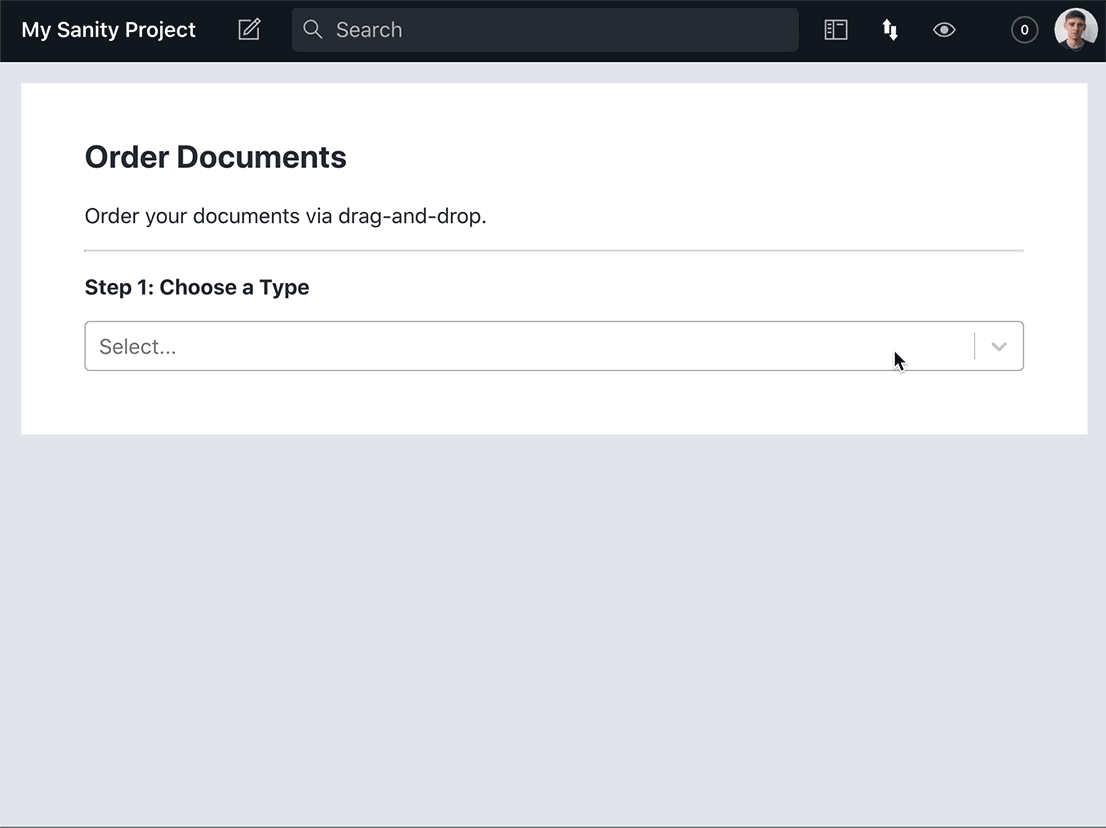 My Sanity Project
Search
0
Order Documents
Order your documents via drag-and-drop.
Step 1: Choose a Type
Select...